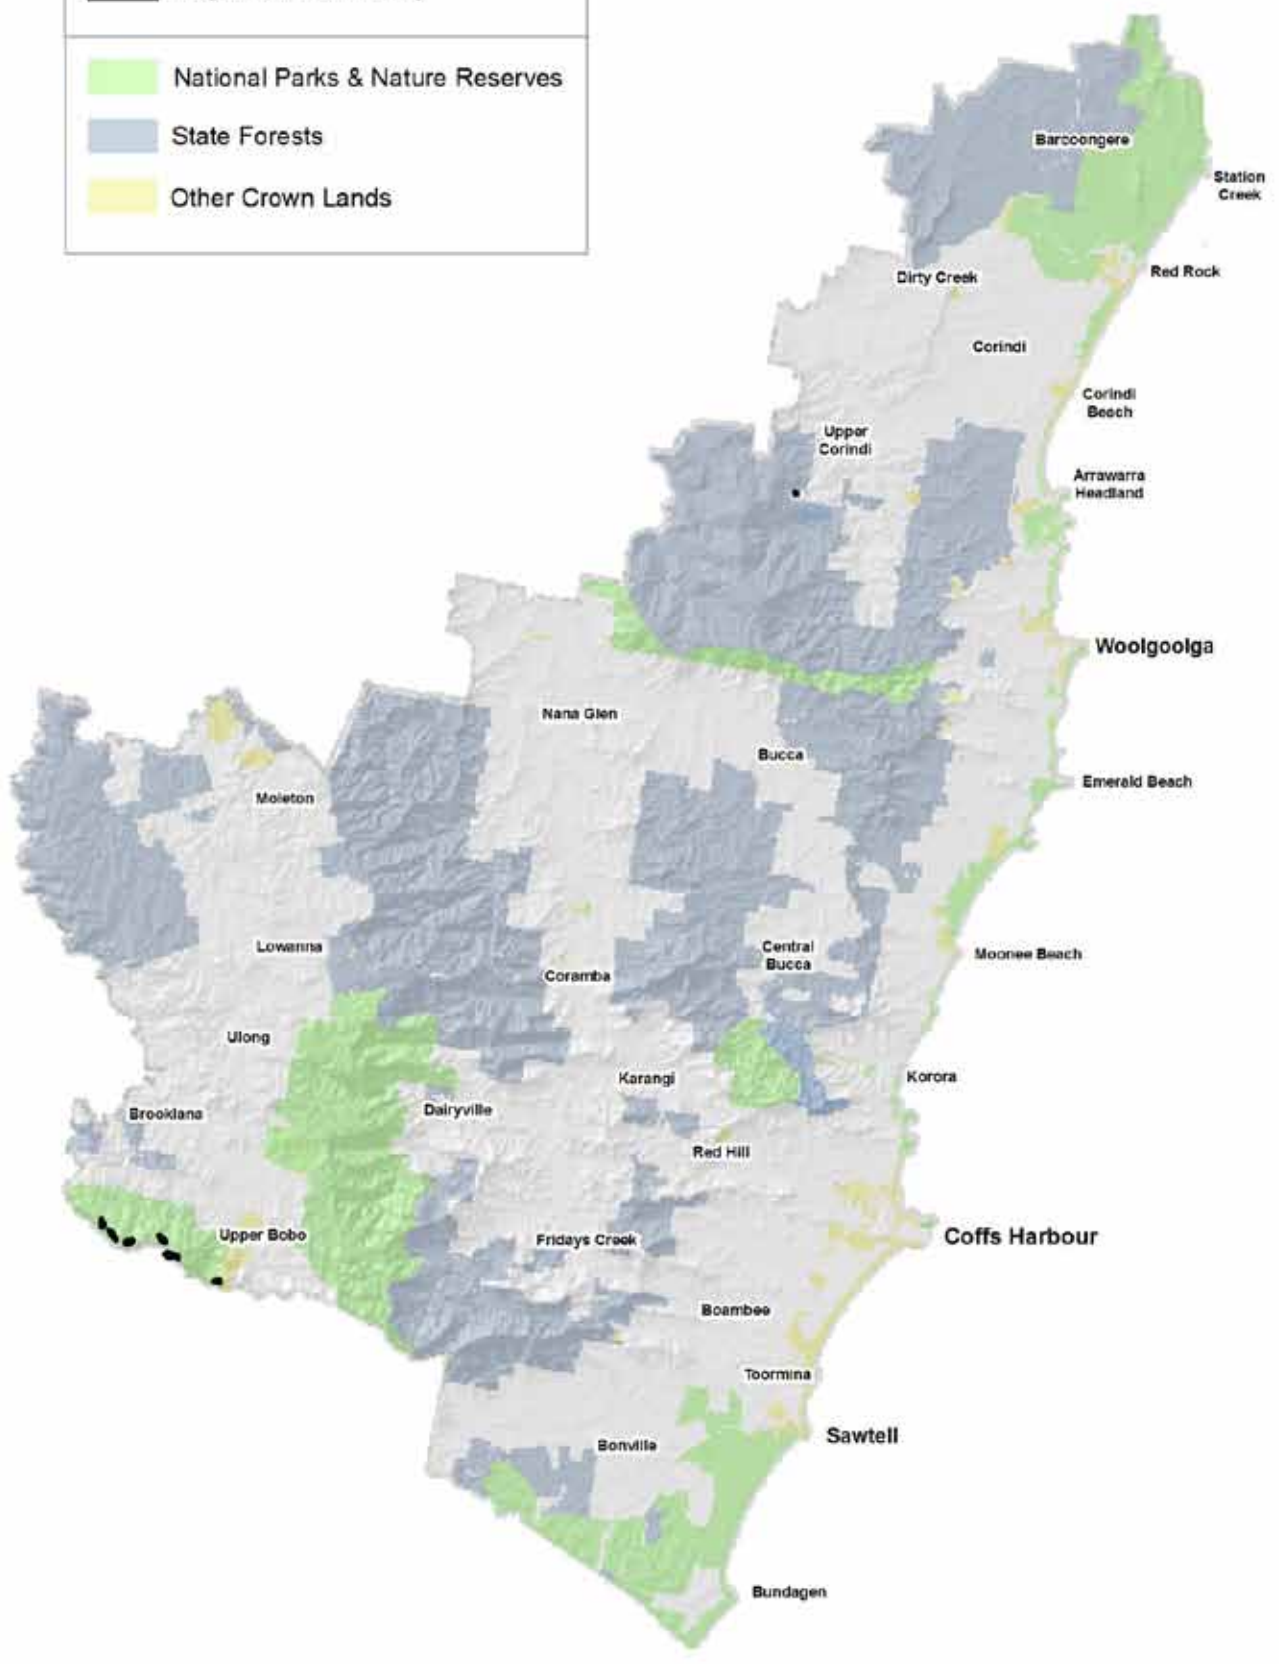 National Parks & Nature Reserves
State Forests
Other Crown Lands
Barcoongere
Station
Creek
Red Rock
Dirty Creek
Corindi
Corindi
Beach
Upper
Corindi
Arrawarra
Headland
Woolgoolga
Nana Glen
Bucca
Emerald Beach
Moleton
Lowanna
Central
Bucca
Moonee Beach
Coramba
Ulong
Karangi
Korora
Brooklana
Dairyville
Red Hill
Upper Bobo
Fridays Creek
Coffs Harbour
Boambee
Toormina
Sawtell
Bonville
Bundagen